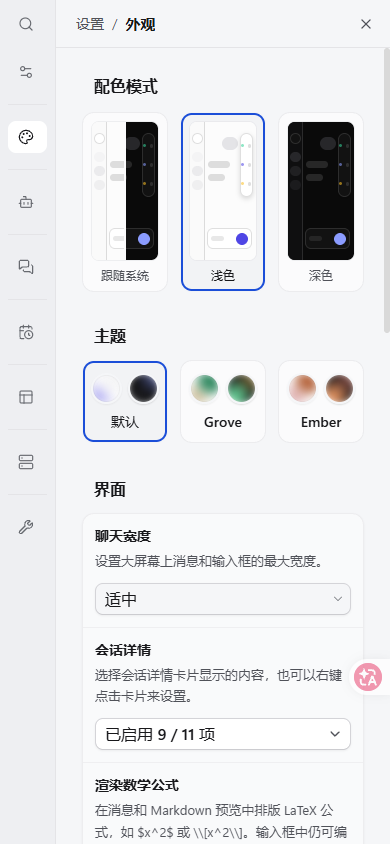 设置 / 外观
配色模式
跟随系统
浅色
深色
主题
默认
Grove
Ember
界面
聊天宽度
设置大屏幕上消息和输入框的最大宽度。
适中
会话详情
选择会话详情卡片显示的内容，也可以右键
点击卡片来设置。
已启用 9 / 11 项
渲染数学公式
在消息和 Markdown 预览中排版 LaTeX 公
式，如 $x^2$ 或 \\[x^2\\]。输入框中仍可编